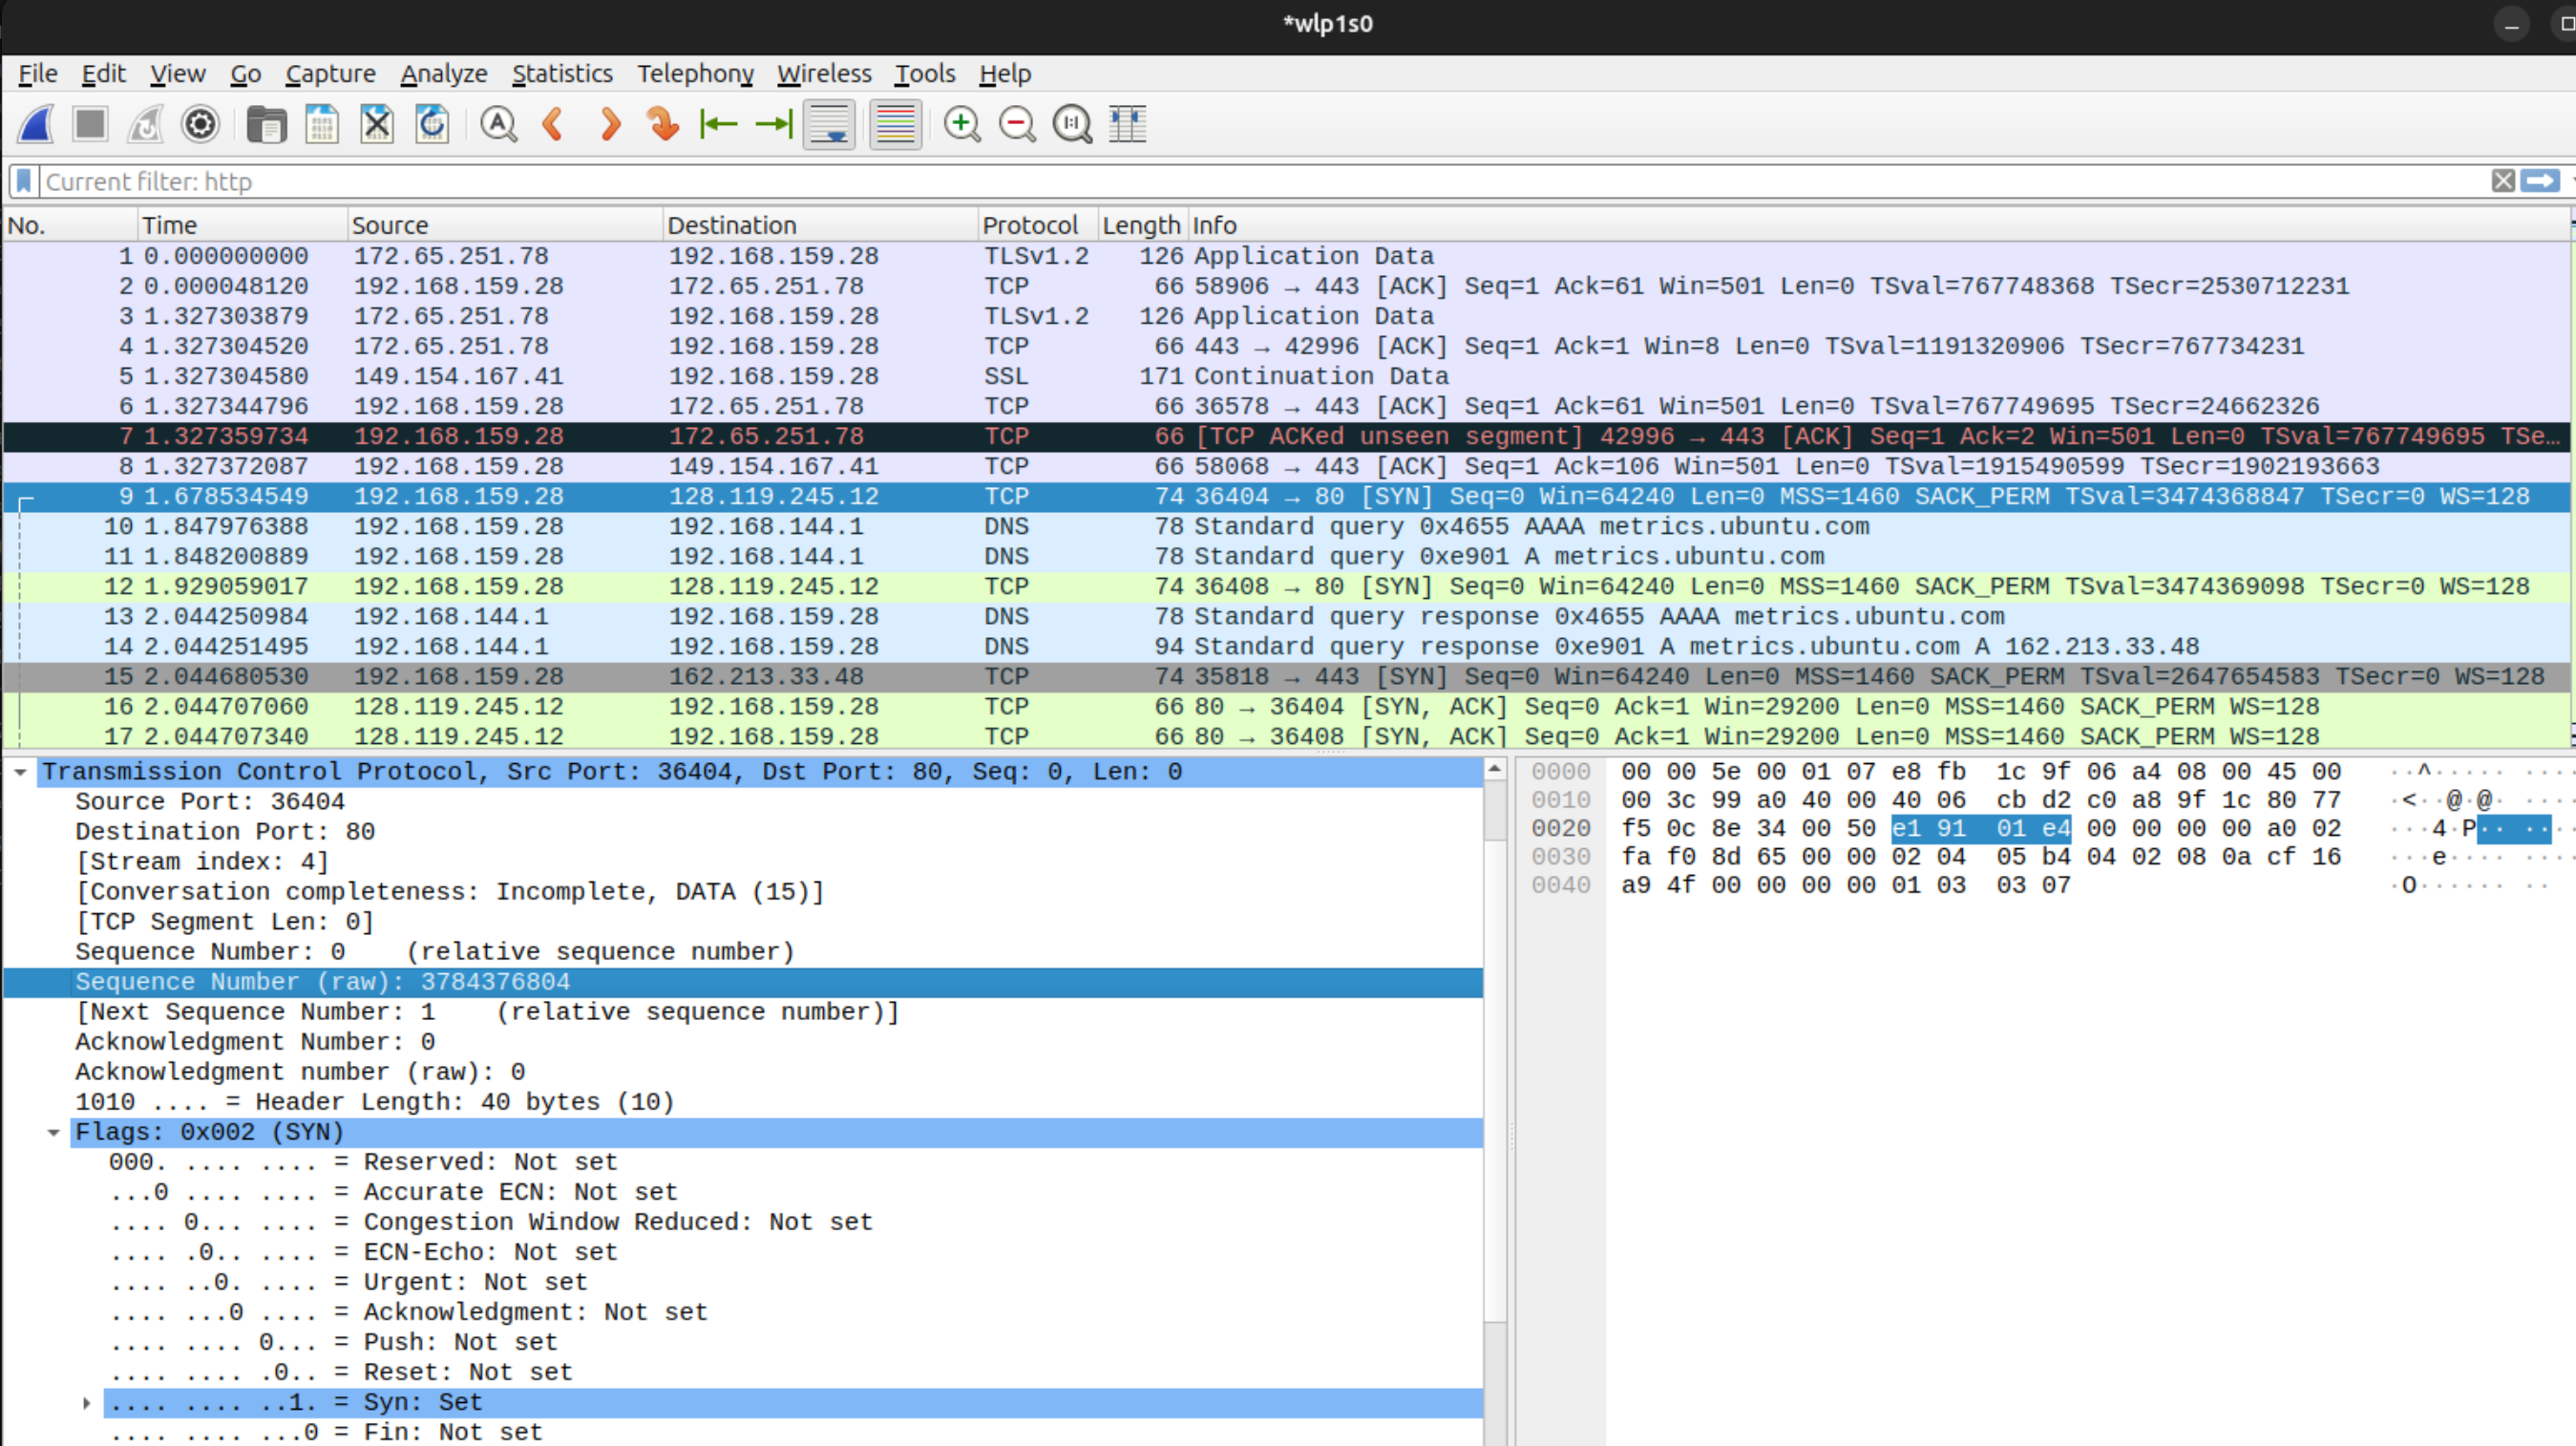 *wlp1s0
File Edit View Go Capture Analyze Statistics Telephony Wireless Tools Help
Current filter: http
No. Time Source Destination Protocol Length Info
1 0.000000000 172.65.251.78 192.168.159.28 TLSv1.2 126 Application Data
2 0.000048120 192.168.159.28 172.65.251.78 TCP 66 58906 → 443 [ACK] Seq=1 Ack=61 Win=501 Len=0 TSval=767748368 TSecr=2530712231
3 1.327303879 172.65.251.78 192.168.159.28 TLSv1.2 126 Application Data
4 1.327304520 172.65.251.78 192.168.159.28 TCP 66 443 → 42996 [ACK] Seq=1 Ack=1 Win=8 Len=0 TSval=1191320906 TSecr=767734231
5 1.327304580 149.154.167.41 192.168.159.28 SSL 171 Continuation Data
6 1.327344796 192.168.159.28 172.65.251.78 TCP 66 36578 → 443 [ACK] Seq=1 Ack=61 Win=501 Len=0 TSval=767749695 TSecr=24662326
7 1.327359734 192.168.159.28 172.65.251.78 TCP 66 [TCP ACKed unseen segment] 42996 → 443 [ACK] Seq=1 Ack=2 Win=501 Len=0 TSval=767749695 TSe…
8 1.327372087 192.168.159.28 149.154.167.41 TCP 66 58068 → 443 [ACK] Seq=1 Ack=106 Win=501 Len=0 TSval=1915490599 TSecr=1902193663
9 1.678534549 192.168.159.28 128.119.245.12 TCP 74 36404 → 80 [SYN] Seq=0 Win=64240 Len=0 MSS=1460 SACK_PERM TSval=3474368847 TSecr=0 WS=128
10 1.847976388 192.168.159.28 192.168.144.1 DNS 78 Standard query 0x4655 AAAA metrics.ubuntu.com
11 1.848200889 192.168.159.28 192.168.144.1 DNS 78 Standard query 0xe901 A metrics.ubuntu.com
12 1.929059017 192.168.159.28 128.119.245.12 TCP 74 36408 → 80 [SYN] Seq=0 Win=64240 Len=0 MSS=1460 SACK_PERM TSval=3474369098 TSecr=0 WS=128
13 2.044250984 192.168.144.1 192.168.159.28 DNS 78 Standard query response 0x4655 AAAA metrics.ubuntu.com
14 2.044251495 192.168.144.1 192.168.159.28 DNS 94 Standard query response 0xe901 A metrics.ubuntu.com A 162.213.33.48
15 2.044680530 192.168.159.28 162.213.33.48 TCP 74 35818 → 443 [SYN] Seq=0 Win=64240 Len=0 MSS=1460 SACK_PERM TSval=2647654583 TSecr=0 WS=128
16 2.044707060 128.119.245.12 192.168.159.28 TCP 66 80 → 36404 [SYN, ACK] Seq=0 Ack=1 Win=29200 Len=0 MSS=1460 SACK_PERM WS=128
17 2.044707340 128.119.245.12 192.168.159.28 TCP 66 80 → 36408 [SYN, ACK] Seq=0 Ack=1 Win=29200 Len=0 MSS=1460 SACK_PERM WS=128
Transmission Control Protocol, Src Port: 36404, Dst Port: 80, Seq: 0, Len: 0
Source Port: 36404
Destination Port: 80
[Stream index: 4]
[Conversation completeness: Incomplete, DATA (15)]
[TCP Segment Len: 0]
Sequence Number: 0 (relative sequence number)
Sequence Number (raw): 3784376804
[Next Sequence Number: 1 (relative sequence number)]
Acknowledgment Number: 0
Acknowledgment number (raw): 0
1010 .... = Header Length: 40 bytes (10)
Flags: 0x002 (SYN)
000. .... .... = Reserved: Not set
...0 .... .... = Accurate ECN: Not set
.... 0... .... = Congestion Window Reduced: Not set
.... .0.. .... = ECN-Echo: Not set
.... ..0. .... = Urgent: Not set
.... ...0 .... = Acknowledgment: Not set
.... .... 0... = Push: Not set
.... .... .0.. = Reset: Not set
.... .... ..1. = Syn: Set
.... .... ...0 = Fin: Not set
0000 00 00 5e 00 01 07 e8 fb 1c 9f 06 a4 08 00 45 00 ··^····· ····
0010 00 3c 99 a0 40 00 40 06 cb d2 c0 a8 9f 1c 80 77 ·<··@·@· ····
0020 f5 0c 8e 34 00 50 e1 91 01 e4 00 00 00 00 a0 02 ···4·P·· ····
0030 fa f0 8d 65 00 00 02 04 05 b4 04 02 08 0a cf 16 ···e···· ····
0040 a9 4f 00 00 00 00 01 03 03 07 ·O······ ··